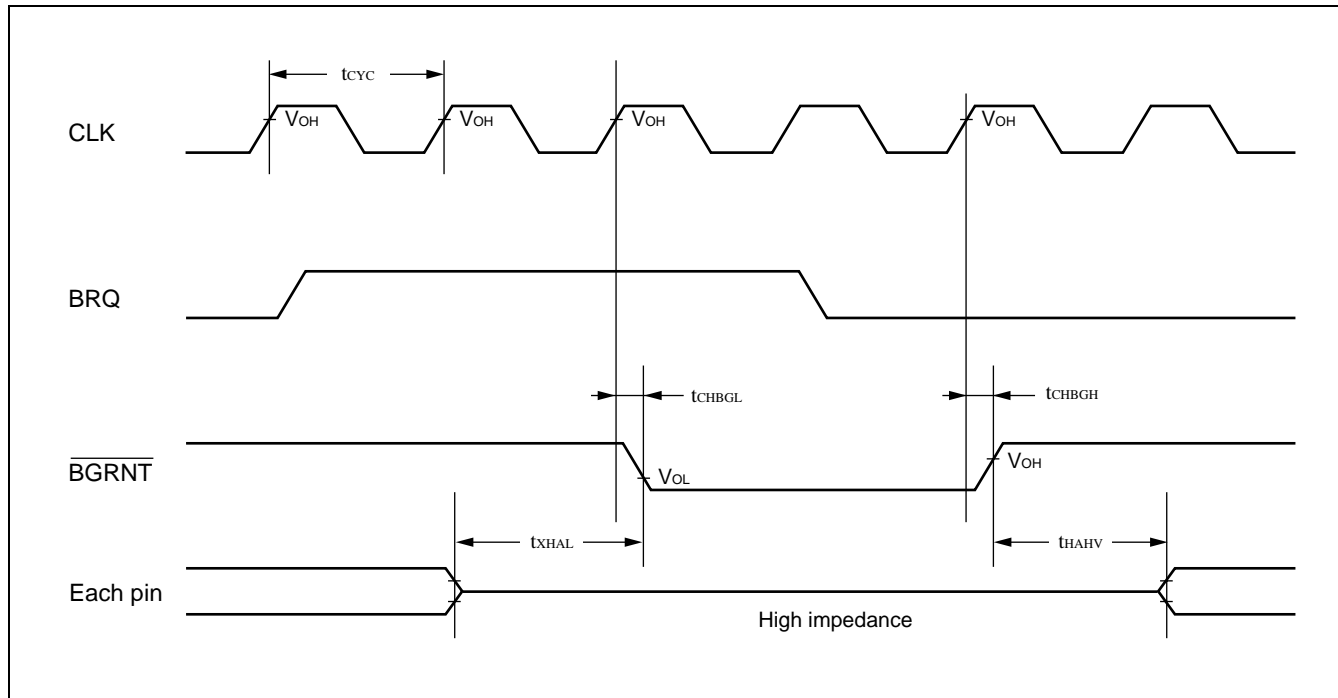 tCYC
CLK
VOH
VOH
VOH
VOH
BRQ
tCHBGL
tCHBGH
BGRNT
VOL
VOH
tXHAL
tHAHV
Each pin
High impedance